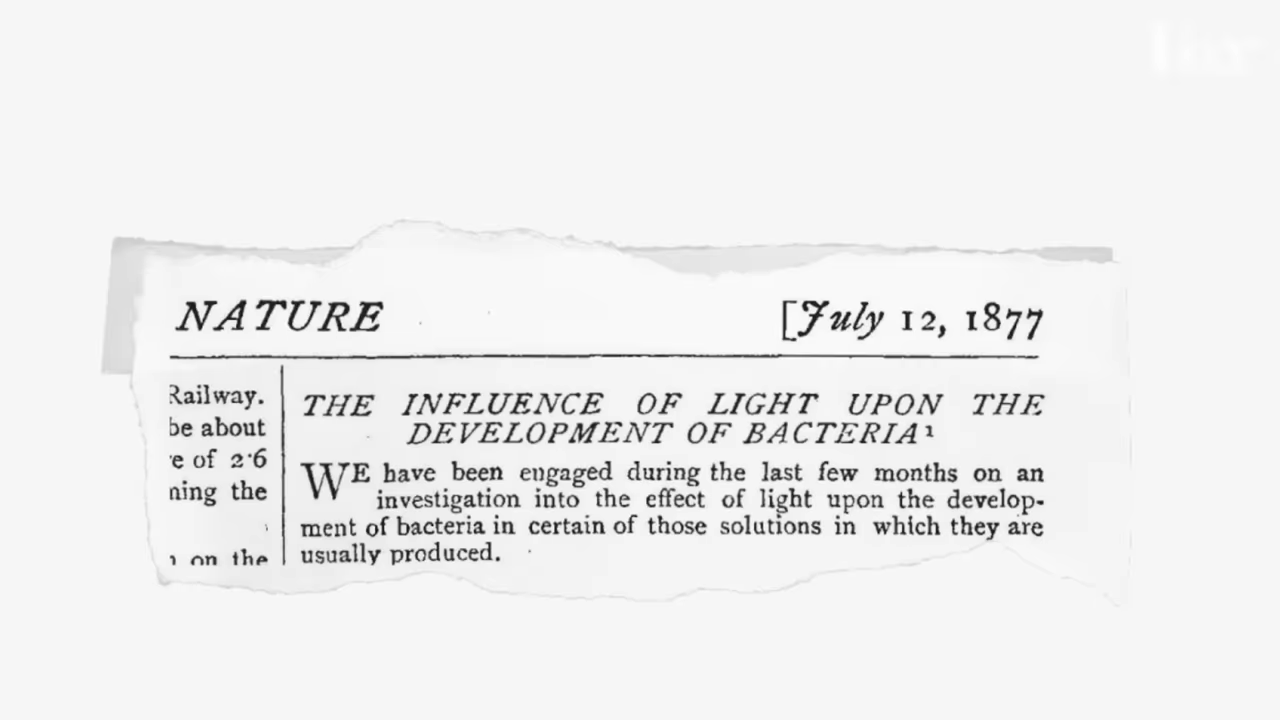 NATURE [July 12, 1877
Railway.
be about
e of 2·6
ning the
on the
THE INFLUENCE OF LIGHT UPON THE
DEVELOPMENT OF BACTERIA¹
WE have been engaged during the last few months on an
investigation into the effect of light upon the develop-
ment of bacteria in certain of those solutions in which they are
usually produced.